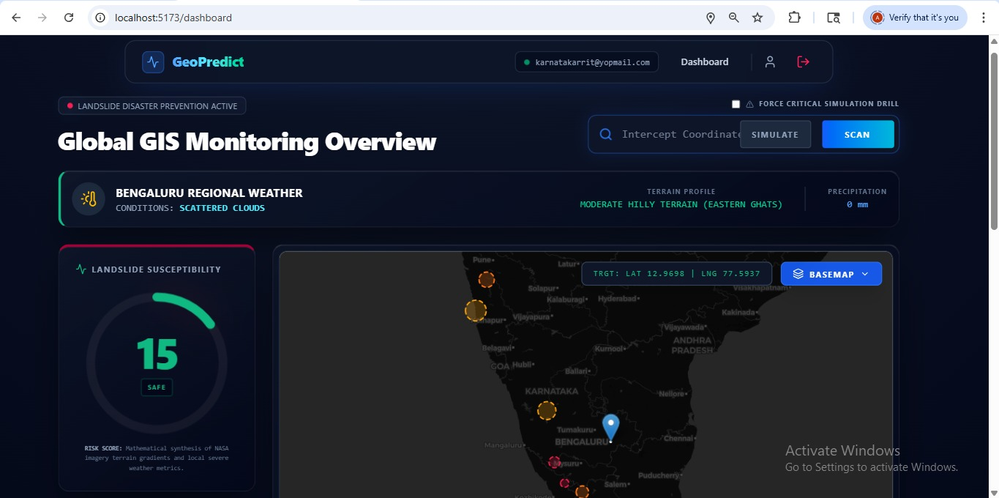 localhost:5173/dashboard
Verify that it's you
GeoPredict
karnatakarrit@yopmail.com
Dashboard
LANDSLIDE DISASTER PREVENTION ACTIVE
FORCE CRITICAL SIMULATION DRILL
Global GIS Monitoring Overview
Intercept Coordinate
SIMULATE
SCAN
BENGALURU REGIONAL WEATHER
CONDITIONS: SCATTERED CLOUDS
TERRAIN PROFILE
MODERATE HILLY TERRAIN (EASTERN GHATS)
PRECIPITATION
0 mm
LANDSLIDE SUSCEPTIBILITY
15
SAFE
RISK SCORE: Mathematical synthesis of NASA
imagery terrain gradients and local severe
weather metrics.
TRGT: LAT 12.9698 | LNG 77.5937
BASEMAP
Pune
Latur
Solapur
Visakhapatnam
Kalaburagi
Hyderabad
Kakinada
Vijayapura
Vijayawada
ANDHRA
PRADESH
Belagavi
Kurnool
GOA
Hubli
Ballari
KARNATAKA
Nellore
Tumakuru
BENGALURU
Chennai
Mangaluru
Mysuru
Puducherry
Salem
Activate Windows
Go to Settings to activate Windows.